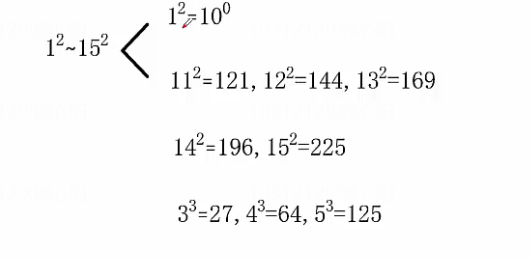 1²=10⁰
1²~15²
11²=121, 12²=144, 13²=169
14²=196, 15²=225
3³=27, 4³=64, 5³=125